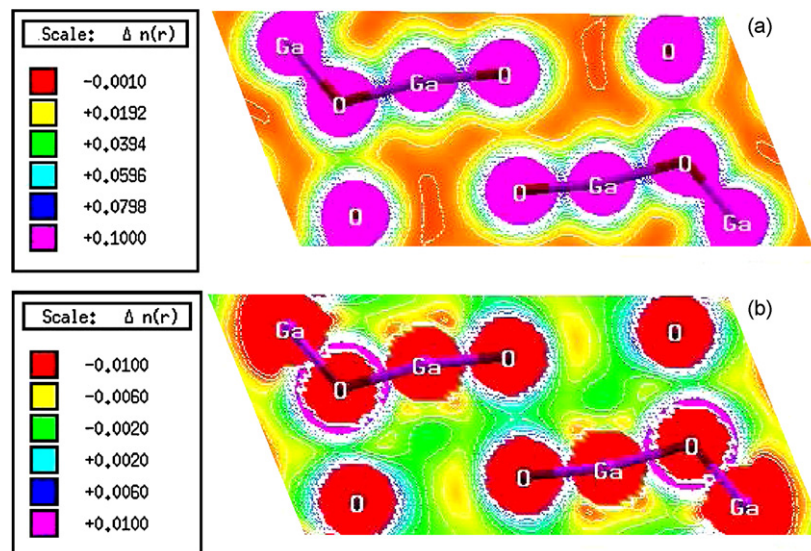 Scale: Δ n(r)
-0.0010
+0.0192
+0.0394
+0.0596
+0.0798
+0.1000
(a)
Ga
O
Ga
O
O
O
O
Ga
O
Ga
Scale: Δ n(r)
-0.0100
-0.0060
-0.0020
+0.0020
+0.0060
+0.0100
(b)
Ga
O
Ga
O
O
O
O
Ga
O
Ga